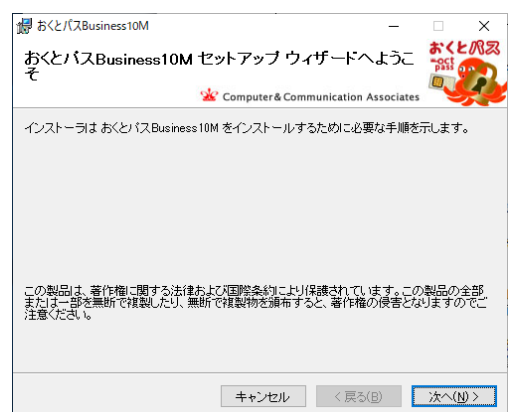 おくとパスBusiness10M
おくとパスBusiness10M セットアップ ウィザードへようこ
そ
おくとパス
-oct
pass
Computer & Communication Associates
インストーラは おくとパスBusiness10M をインストールするために必要な手順を示します。
この製品は、著作権に関する法律および国際条約により保護されています。この製品の全部
または一部を無断で複製したり、無断で複製物を頒布すると、著作権の侵害となりますのでご
注意ください。
キャンセル
< 戻る(B)
次へ(N) >